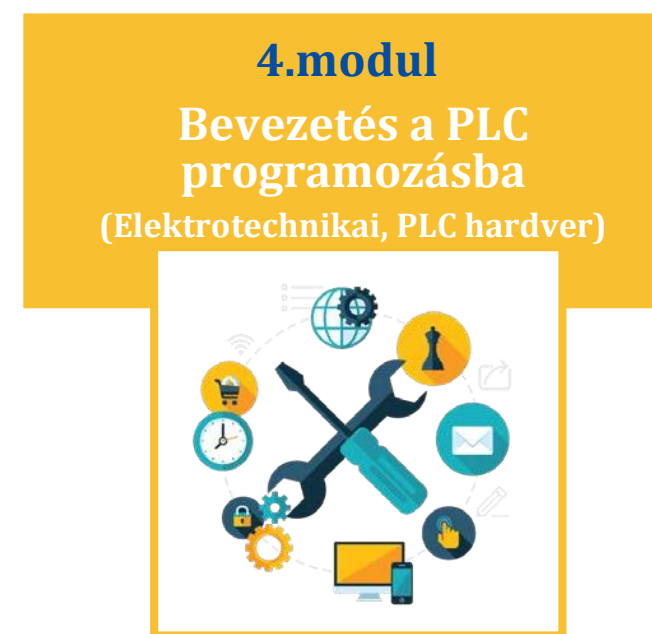 4.modul
Bevezetés a PLC
programozásba
(Elektrotechnikai, PLC hardver)